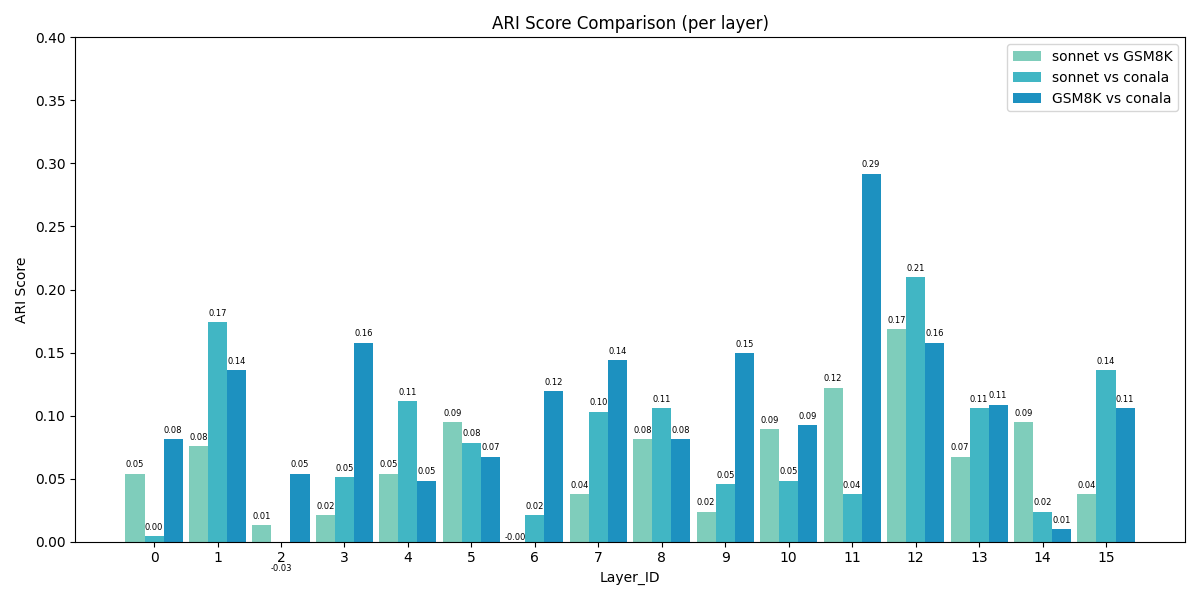 ARI Score Comparison (per layer)
sonnet vs GSM8K
sonnet vs conala
GSM8K vs conala
ARI Score
0.40
0.35
0.30
0.25
0.20
0.15
0.10
0.05
0.00
0.05 0.00 0.08
0.08 0.17 0.14
0.01 -0.03 0.05
0.02 0.05 0.16
0.05 0.11 0.05
0.09 0.08 0.07
-0.00 0.02 0.12
0.04 0.10 0.14
0.08 0.11 0.08
0.02 0.05 0.15
0.09 0.05 0.09
0.12 0.04 0.29
0.17 0.21 0.16
0.07 0.11 0.11
0.09 0.02 0.01
0.04 0.14 0.11
0 1 2 3 4 5 6 7 8 9 10 11 12 13 14 15
Layer_ID